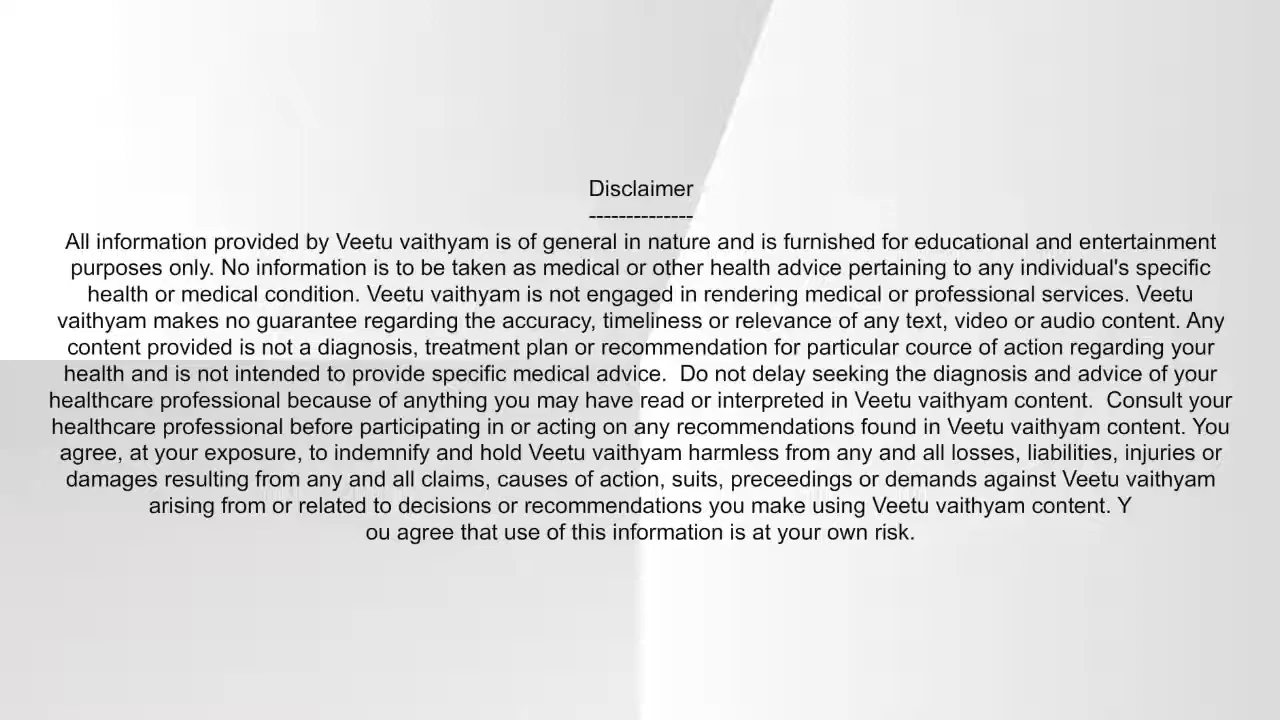 Disclaimer
--------------
All information provided by Veetu vaithyam is of general in nature and is furnished for educational and entertainment
purposes only. No information is to be taken as medical or other health advice pertaining to any individual's specific
health or medical condition. Veetu vaithyam is not engaged in rendering medical or professional services. Veetu
vaithyam makes no guarantee regarding the accuracy, timeliness or relevance of any text, video or audio content. Any
content provided is not a diagnosis, treatment plan or recommendation for particular cource of action regarding your
health and is not intended to provide specific medical advice.  Do not delay seeking the diagnosis and advice of your
healthcare professional because of anything you may have read or interpreted in Veetu vaithyam content.  Consult your
healthcare professional before participating in or acting on any recommendations found in Veetu vaithyam content. You
agree, at your exposure, to indemnify and hold Veetu vaithyam harmless from any and all losses, liabilities, injuries or
damages resulting from any and all claims, causes of action, suits, preceedings or demands against Veetu vaithyam
arising from or related to decisions or recommendations you make using Veetu vaithyam content. Y
ou agree that use of this information is at your own risk.